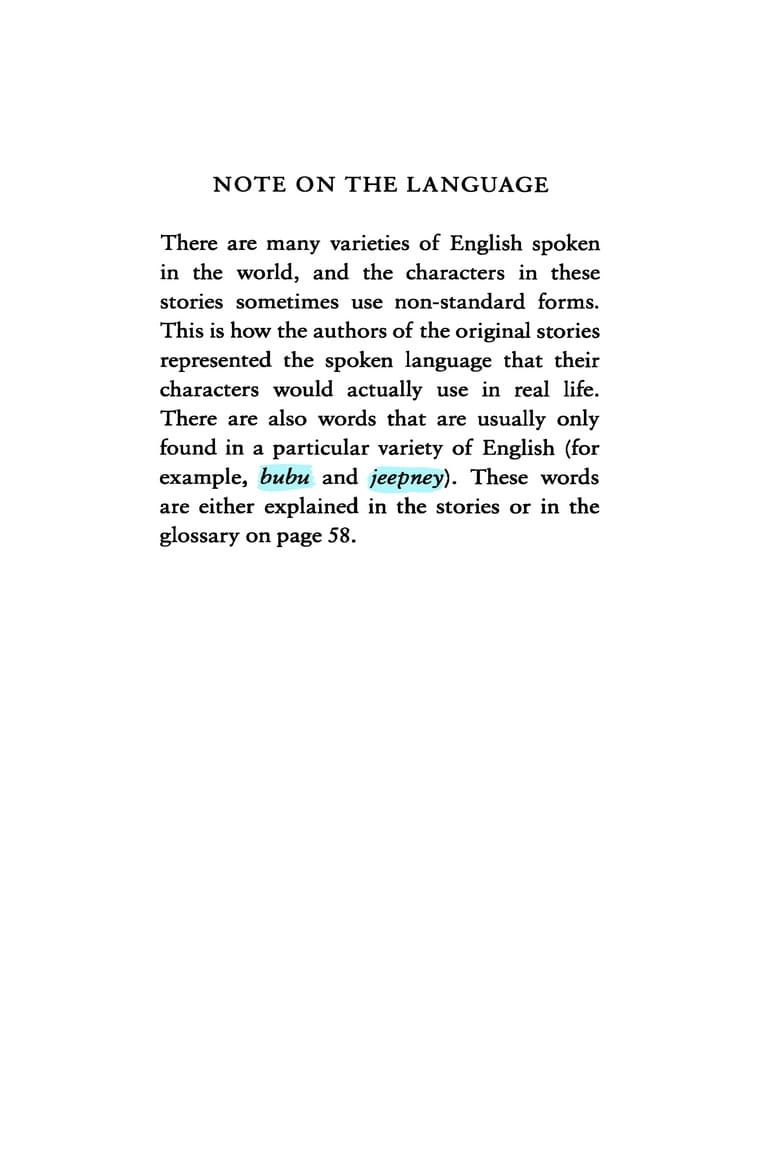 NOTE ON THE LANGUAGE
There are many varieties of English spoken
in the world, and the characters in these
stories sometimes use non-standard forms.
This is how the authors of the original stories
represented the spoken language that their
characters would actually use in real life.
There are also words that are usually only
found in a particular variety of English (for
example, bubu and jeepney). These words
are either explained in the stories or in the
glossary on page 58.